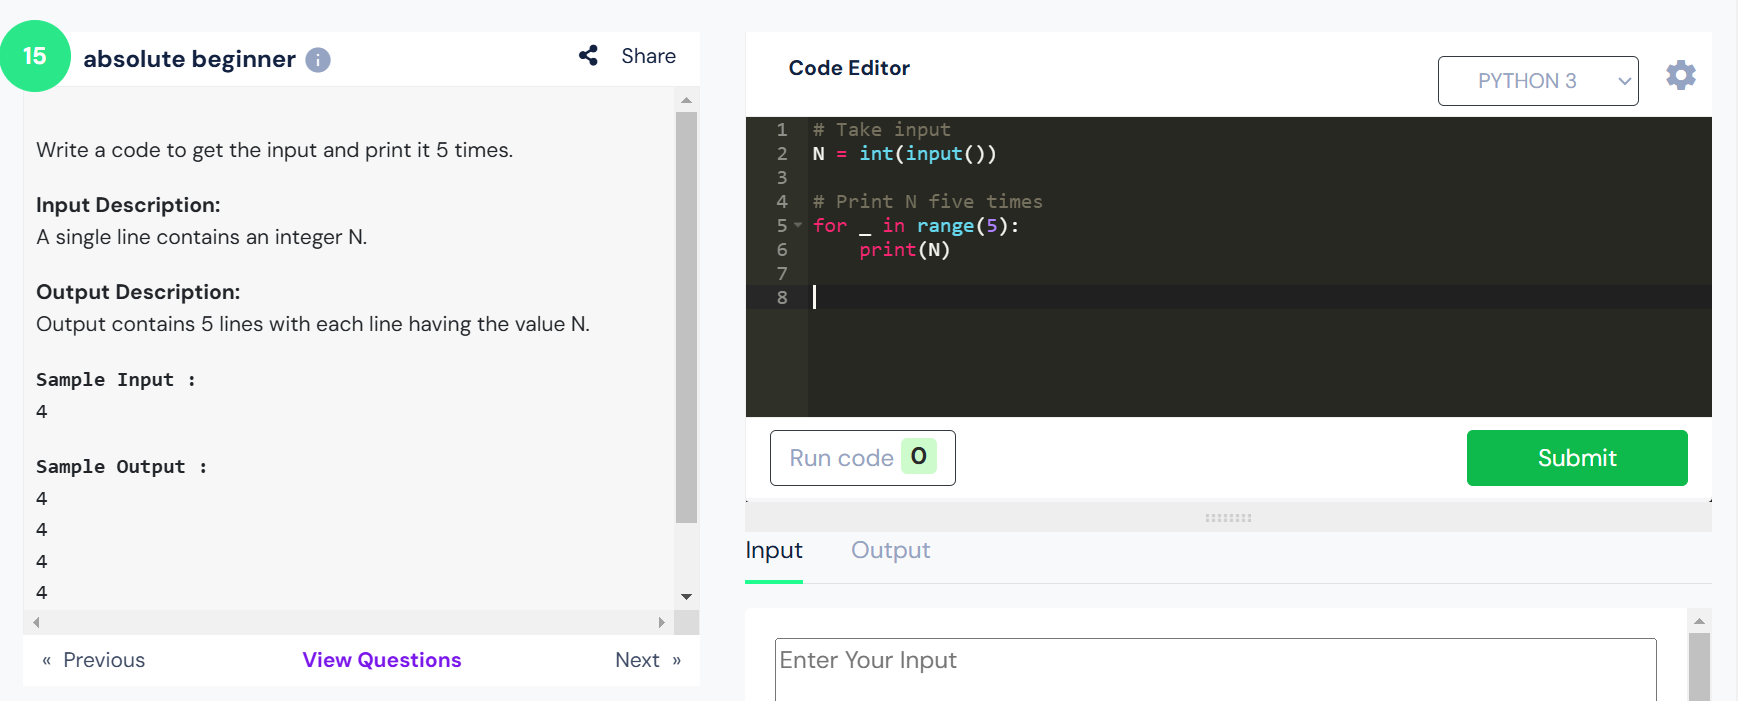 15
absolute beginner i
Share
Write a code to get the input and print it 5 times.
Input Description:
A single line contains an integer N.
Output Description:
Output contains 5 lines with each line having the value N.
Sample Input :
4
Sample Output :
4
4
4
4
« Previous
View Questions
Next »
Code Editor
PYTHON 3
1 # Take input
2 N = int(input())
3
4 # Print N five times
5 for _ in range(5):
6     print(N)
7
8
Run code 0
Submit
Input
Output
Enter Your Input